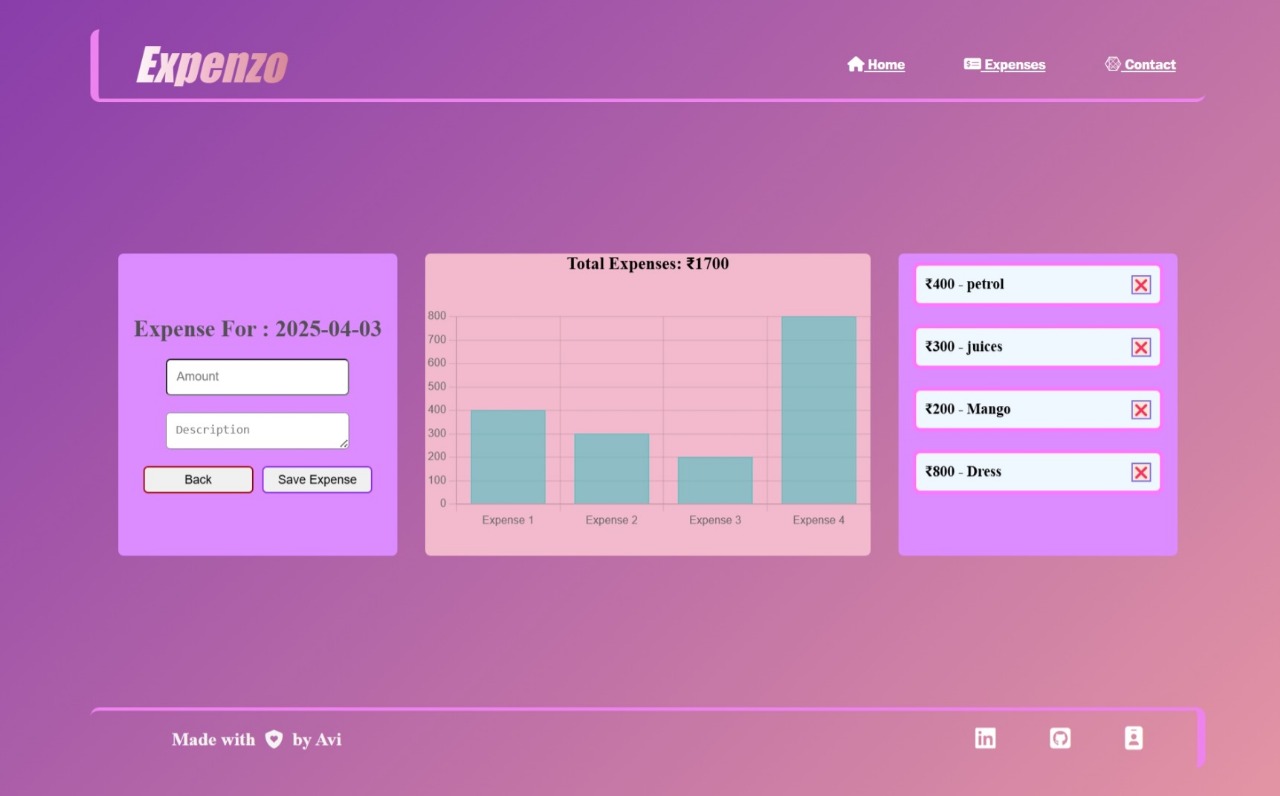 Expenzo
Home
Expenses
Contact
Expense For : 2025-04-03
Amount
Description
Back
Save Expense
Total Expenses: ₹1700
800
700
600
500
400
300
200
100
0
Expense 1
Expense 2
Expense 3
Expense 4
₹400 - petrol
₹300 - juices
₹200 - Mango
₹800 - Dress
Made with by Avi
in